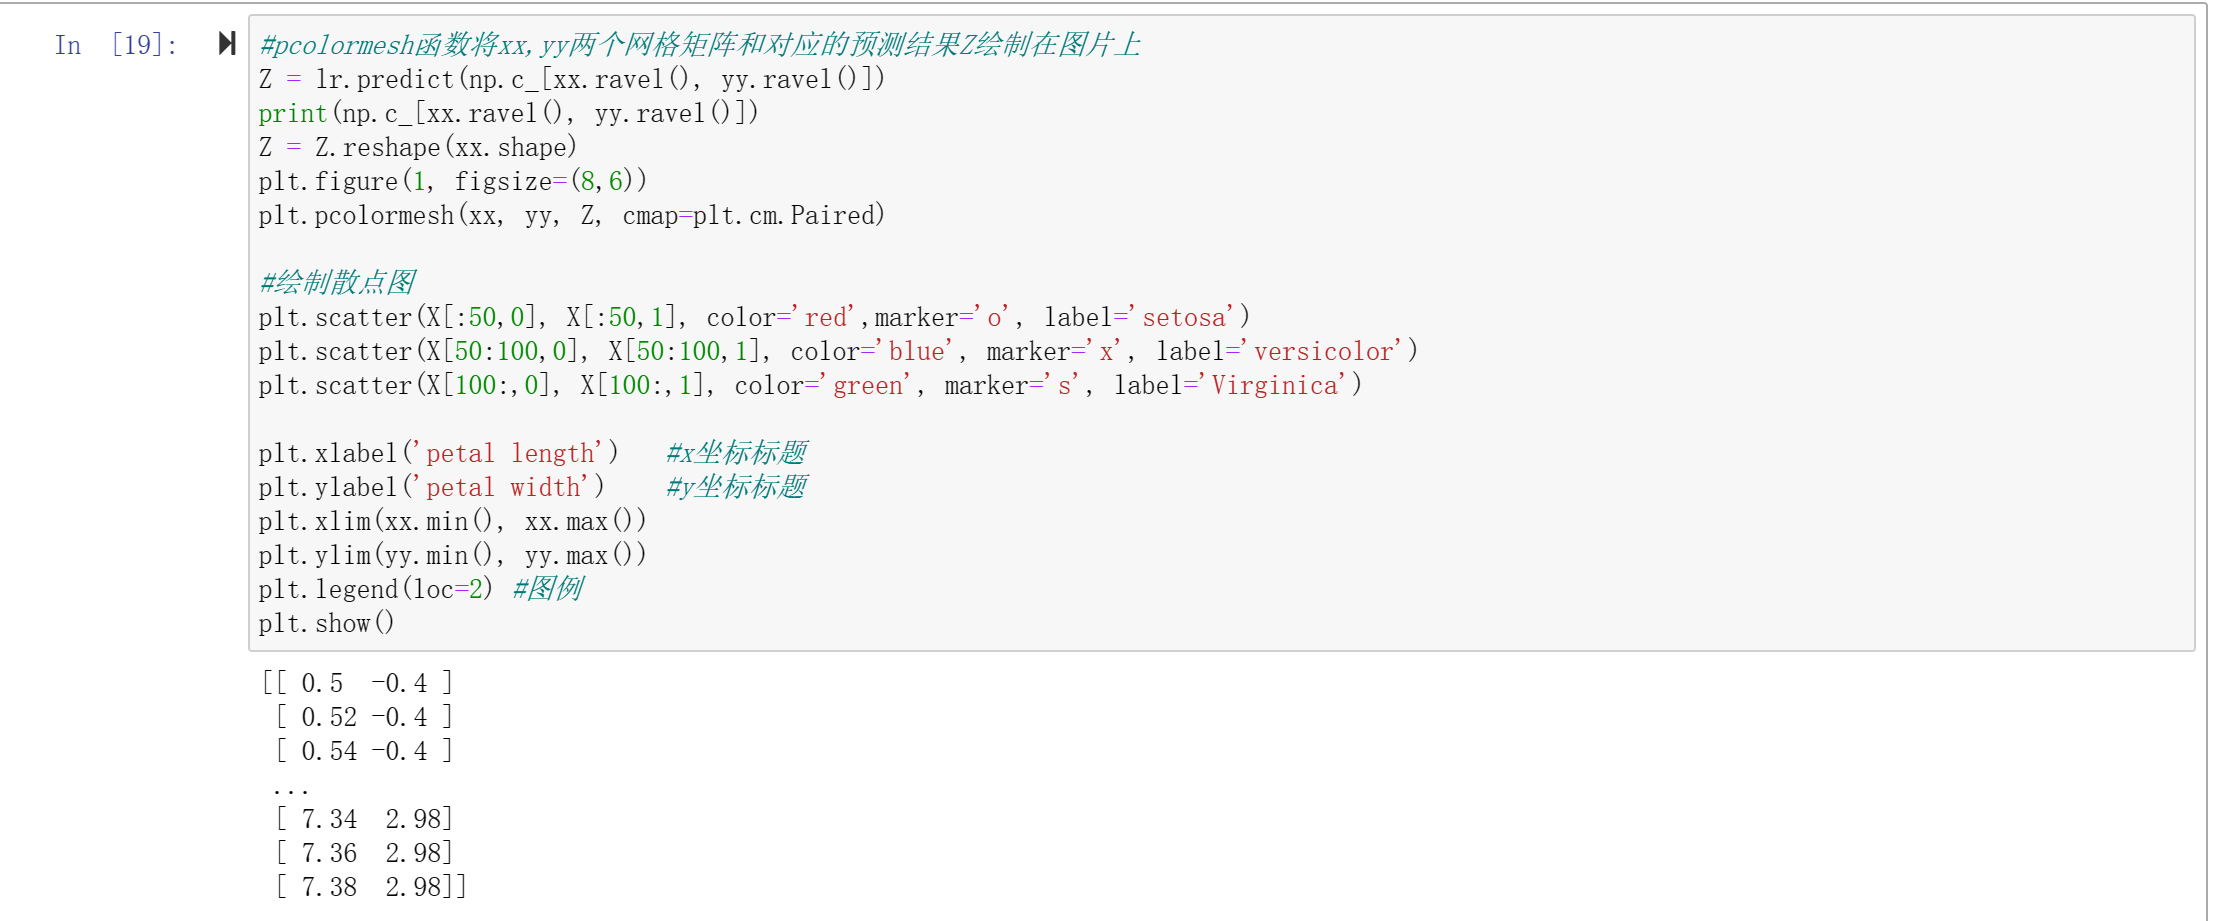 In [19]:
#pcolormesh函数将xx,yy两个网格矩阵和对应的预测结果Z绘制在图片上
Z = lr.predict(np.c_[xx.ravel(), yy.ravel()])
print(np.c_[xx.ravel(), yy.ravel()])
Z = Z.reshape(xx.shape)
plt.figure(1, figsize=(8,6))
plt.pcolormesh(xx, yy, Z, cmap=plt.cm.Paired)
#绘制散点图
plt.scatter(X[:50,0], X[:50,1], color='red',marker='o', label='setosa')
plt.scatter(X[50:100,0], X[50:100,1], color='blue', marker='x', label='versicolor')
plt.scatter(X[100:,0], X[100:,1], color='green', marker='s', label='Virginica')
plt.xlabel('petal length')   #x坐标标题
plt.ylabel('petal width')    #y坐标标题
plt.xlim(xx.min(), xx.max())
plt.ylim(yy.min(), yy.max())
plt.legend(loc=2) #图例
plt.show()
[[ 0.5  -0.4 ]
 [ 0.52 -0.4 ]
 [ 0.54 -0.4 ]
 ...
 [ 7.34  2.98]
 [ 7.36  2.98]
 [ 7.38  2.98]]